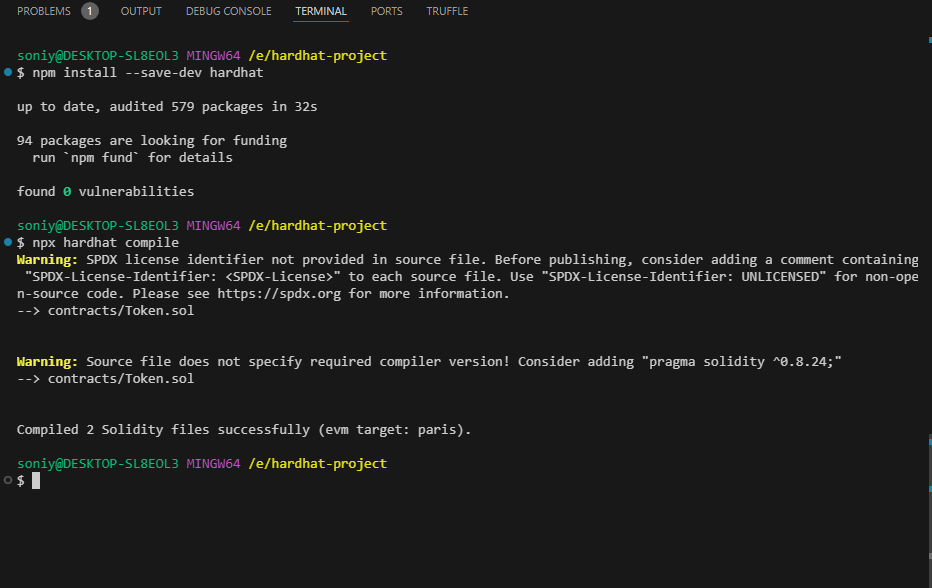 PROBLEMS 1 OUTPUT DEBUG CONSOLE TERMINAL PORTS TRUFFLE
soniy@DESKTOP-SL8EOL3 MINGW64 /e/hardhat-project
$ npm install --save-dev hardhat
up to date, audited 579 packages in 32s
94 packages are looking for funding
run `npm fund` for details
found 0 vulnerabilities
soniy@DESKTOP-SL8EOL3 MINGW64 /e/hardhat-project
$ npx hardhat compile
Warning: SPDX license identifier not provided in source file. Before publishing, consider adding a comment containing
"SPDX-License-Identifier: <SPDX-License>" to each source file. Use "SPDX-License-Identifier: UNLICENSED" for non-ope
n-source code. Please see https://spdx.org for more information.
--> contracts/Token.sol
Warning: Source file does not specify required compiler version! Consider adding "pragma solidity ^0.8.24;"
--> contracts/Token.sol
Compiled 2 Solidity files successfully (evm target: paris).
soniy@DESKTOP-SL8EOL3 MINGW64 /e/hardhat-project
$